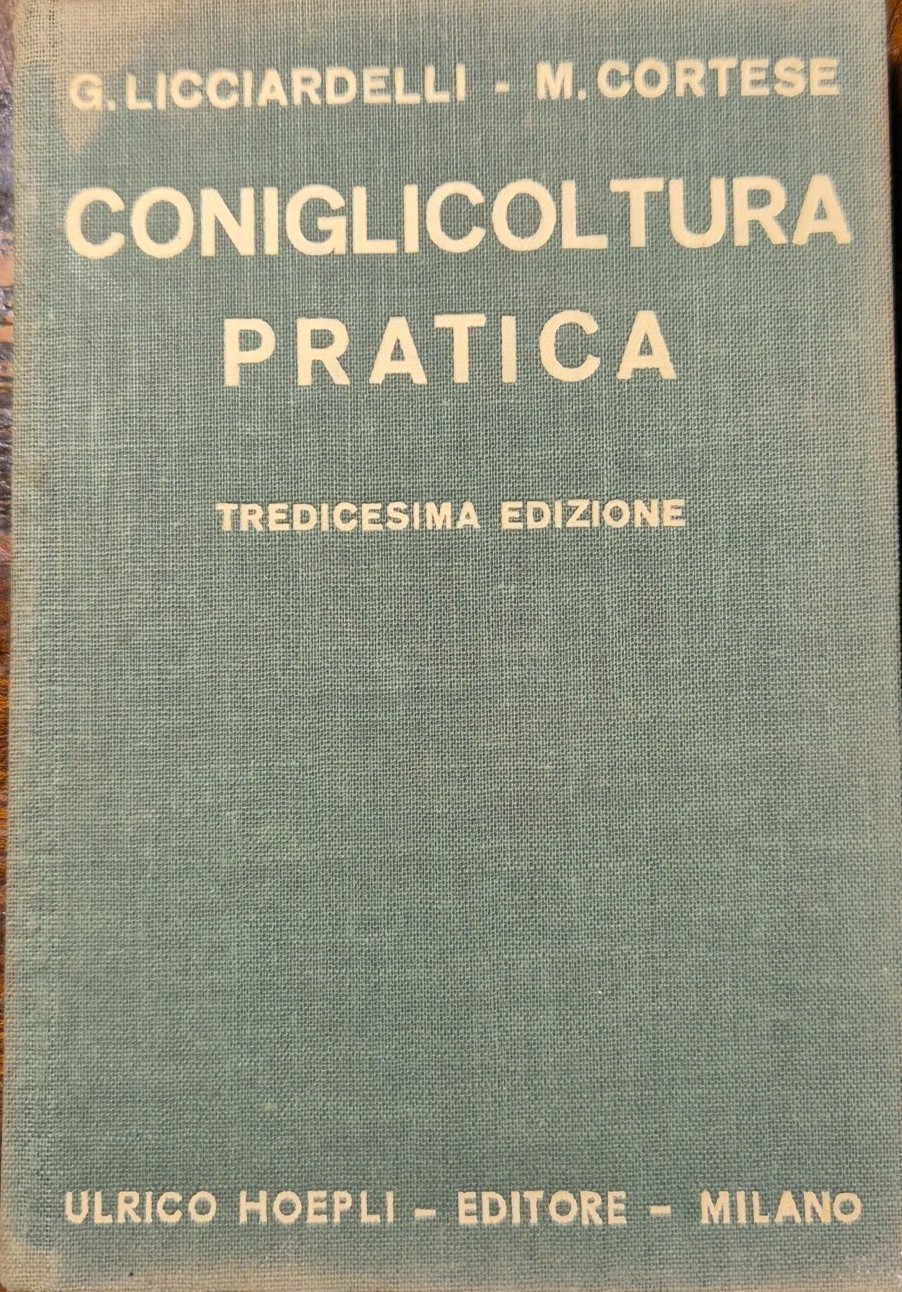 G. LICCIARDELLI - M. CORTESE
CONIGLICOLTURA
PRATICA
TREDICESIMA EDIZIONE
ULRICO HOEPLI - EDITORE - MILANO